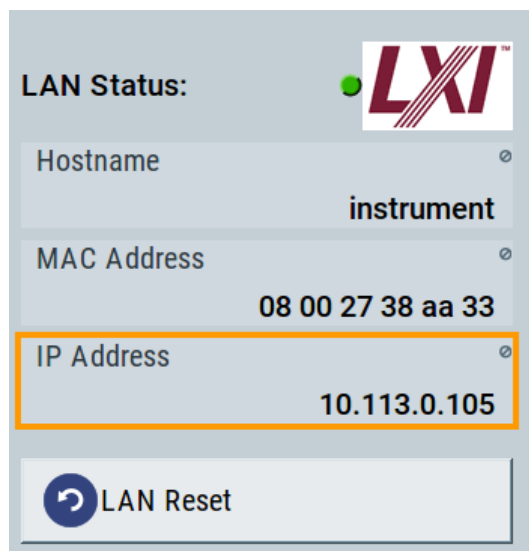 LAN Status:
LXI™
Hostname
instrument
MAC Address
08 00 27 38 aa 33
IP Address
10.113.0.105
LAN Reset